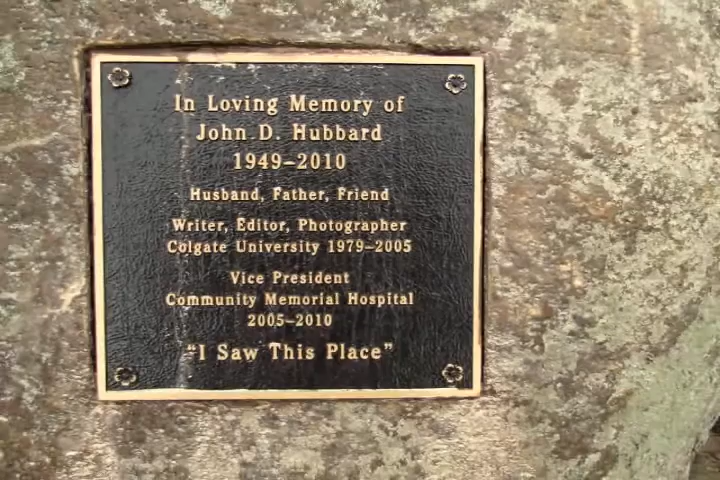 In Loving Memory of
John D. Hubbard
1949–2010
Husband, Father, Friend
Writer, Editor, Photographer
Colgate University 1979–2005
Vice President
Community Memorial Hospital
2005–2010
“I Saw This Place”